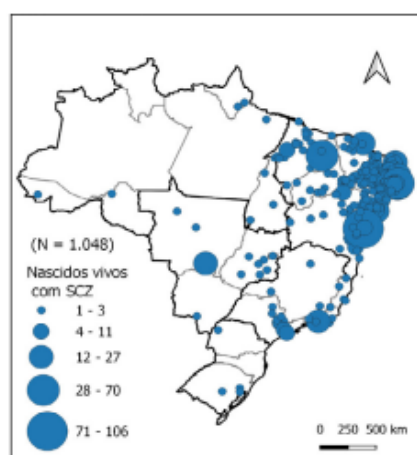 (N = 1.048)
Nascidos vivos
com SCZ
1 - 3
4 - 11
12 - 27
28 - 70
71 - 106
0 250 500 km